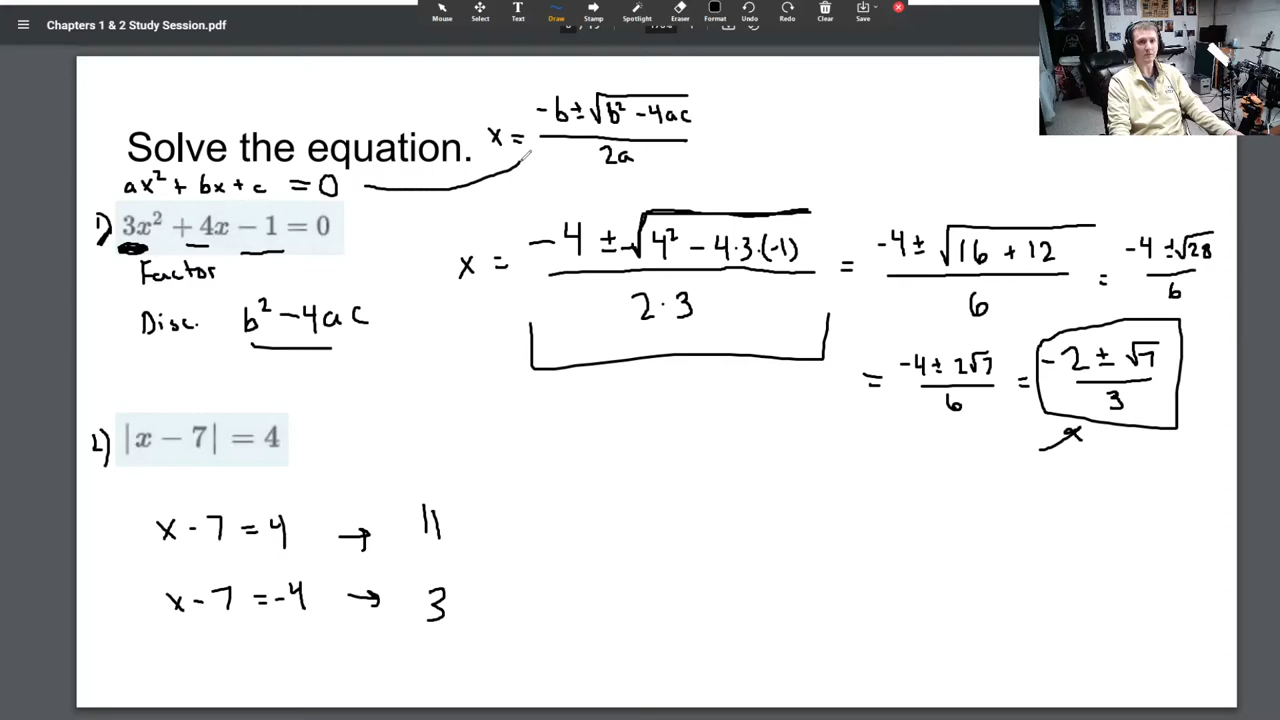 Mouse Select Text Draw Stamp Spotlight Eraser Format Undo Redo Clear Save
Chapters 1 & 2 Study Session.pdf
Solve the equation.
x = (-b ± √(b² - 4ac)) / 2a
ax² + bx + c = 0
1) 3x² + 4x − 1 = 0
Factor
Disc. b² - 4ac
x = (-4 ± √(4² - 4·3·(-1))) / 2·3 = (-4 ± √(16 + 12)) / 6 = (-4 ± √28) / 6
= (-4 ± 2√7) / 6 = (-2 ± √7) / 3
2) |x − 7| = 4
x - 7 = 4 → 11
x - 7 = -4 → 3